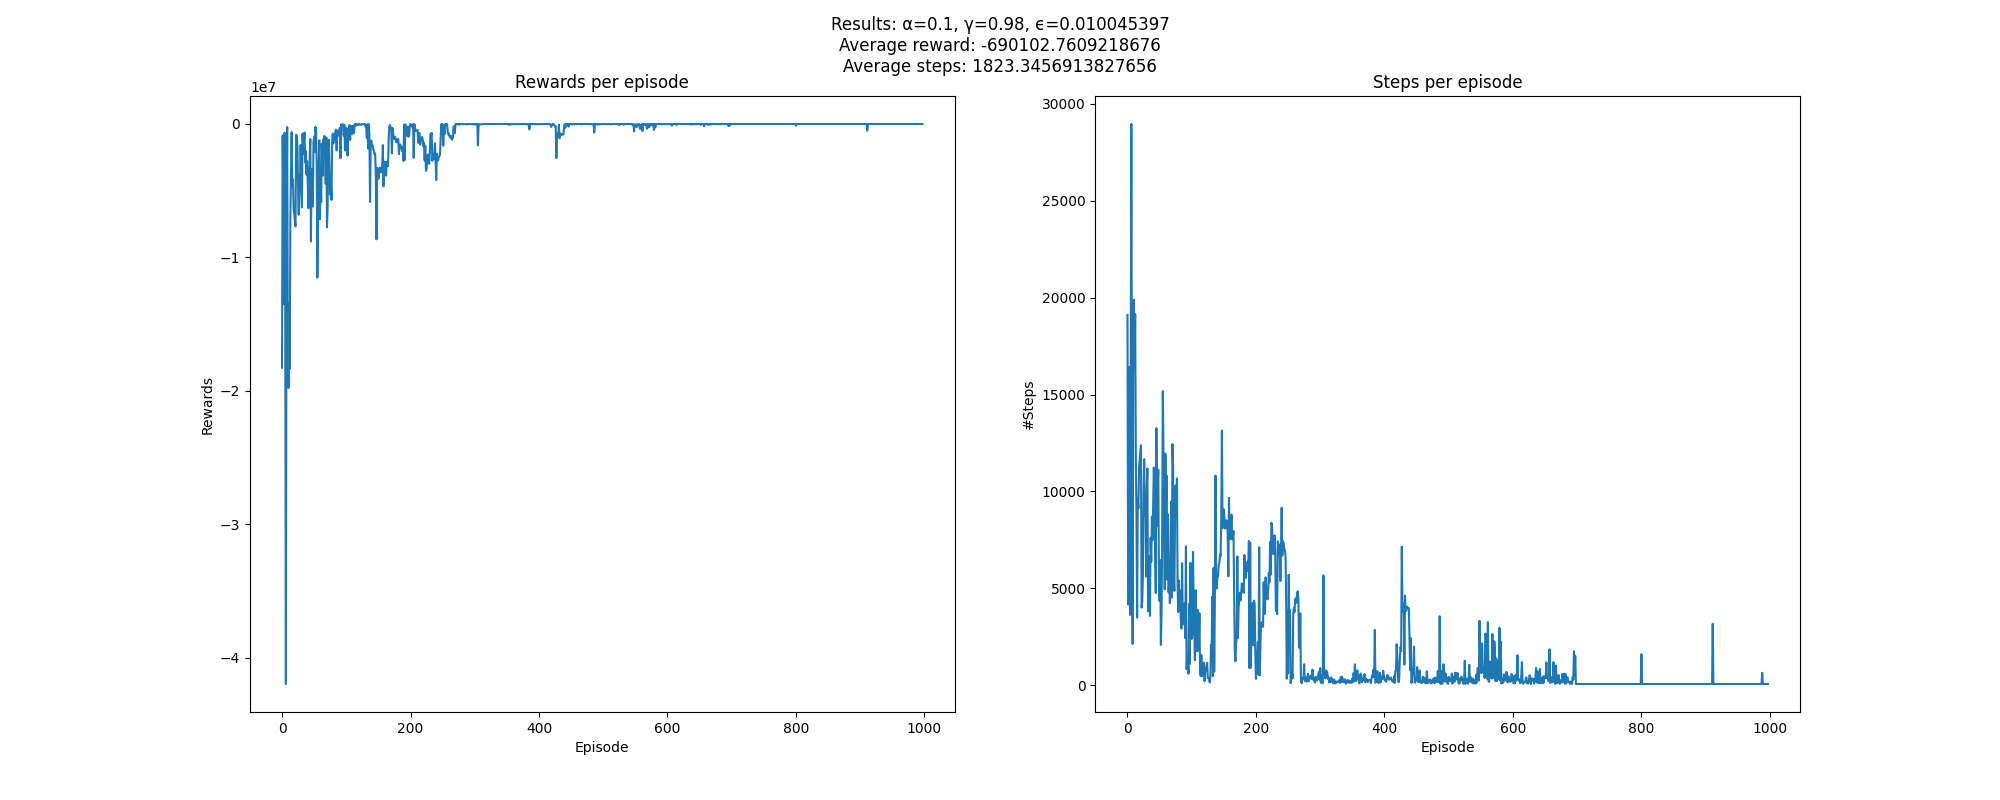 Results: α=0.1, γ=0.98, ϵ=0.010045397
Average reward: -690102.7609218676
Average steps: 1823.3456913827656
Rewards per episode
1e7
0
−1
−2
−3
−4
Rewards
0
200
400
600
800
1000
Episode
Steps per episode
30000
25000
20000
15000
10000
5000
0
#Steps
0
200
400
600
800
1000
Episode